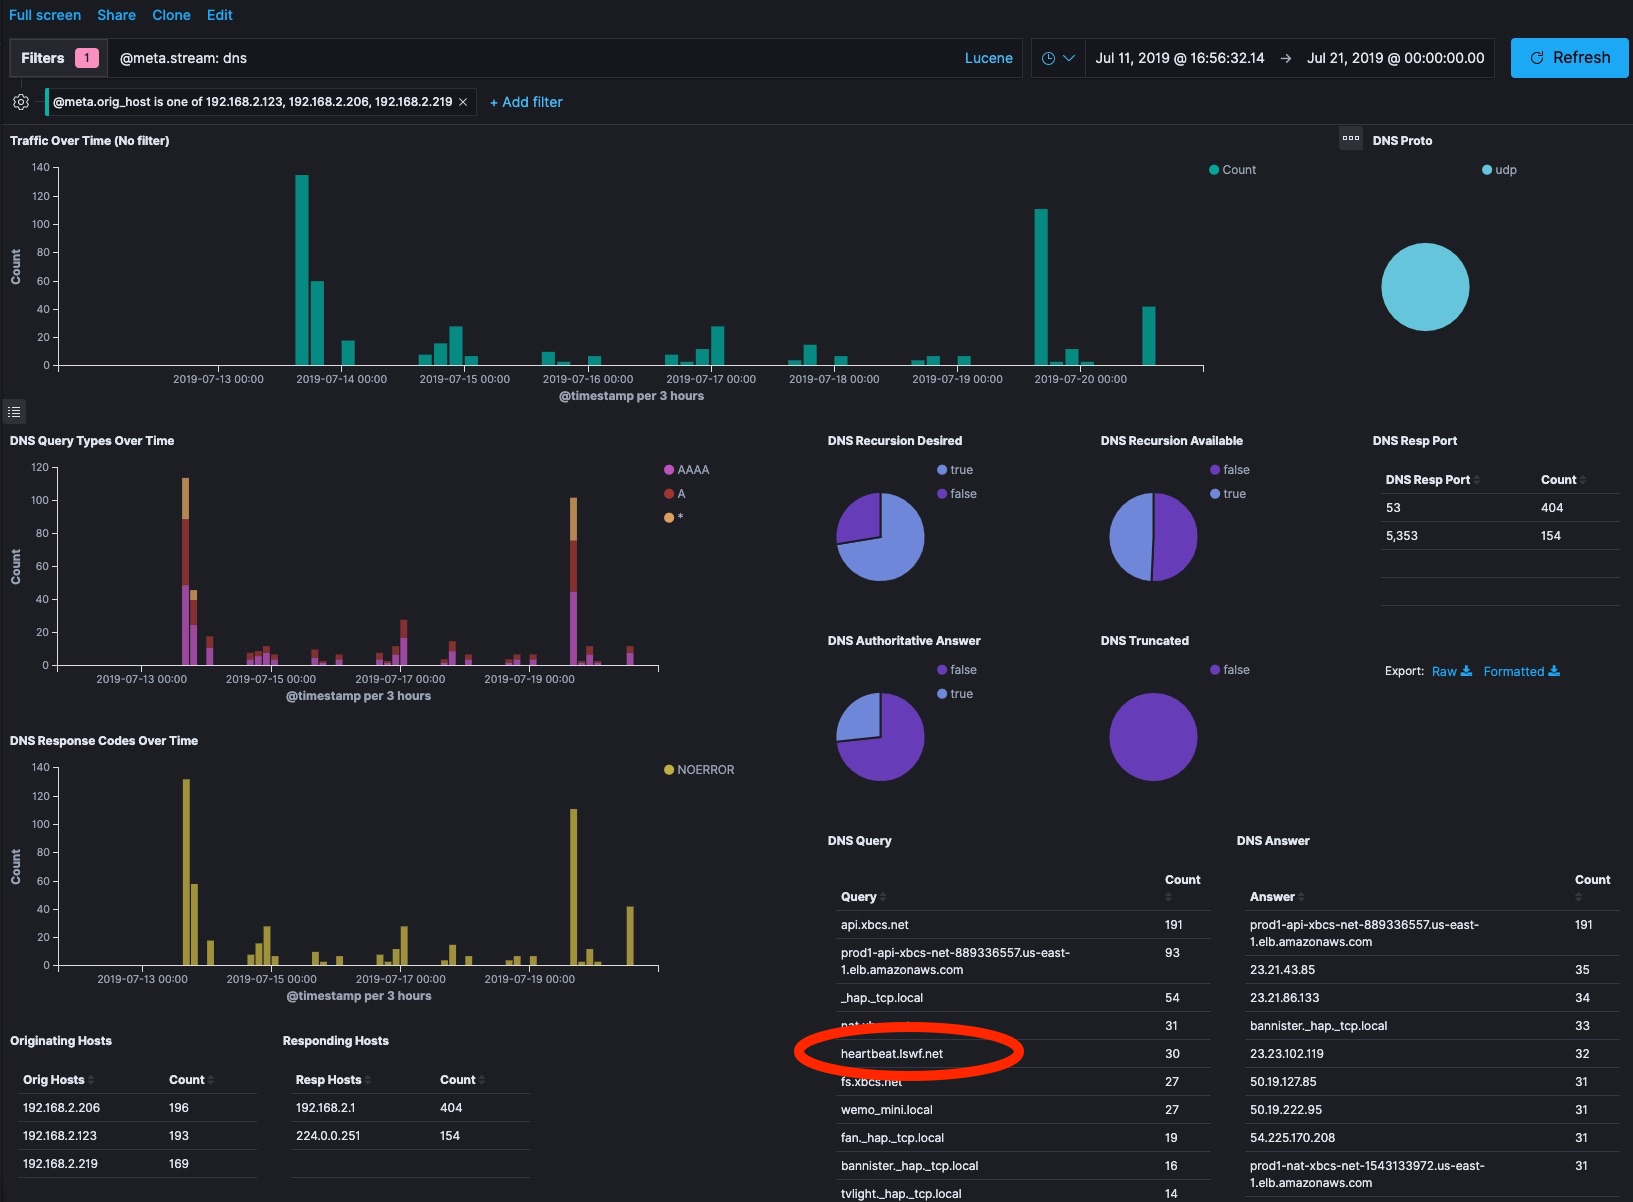 Full screen Share Clone Edit
Filters 1 @meta.stream: dns Lucene Jul 11, 2019 @ 16:56:32.14 → Jul 21, 2019 @ 00:00:00.00 Refresh
@meta.orig_host is one of 192.168.2.123, 192.168.2.206, 192.168.2.219 × + Add filter
Traffic Over Time (No filter)
140
120
100
80
60
40
20
0
Count
2019-07-13 00:00 2019-07-14 00:00 2019-07-15 00:00 2019-07-16 00:00 2019-07-17 00:00 2019-07-18 00:00 2019-07-19 00:00 2019-07-20 00:00
@timestamp per 3 hours
Count
DNS Proto
udp
DNS Query Types Over Time
120
100
80
60
40
20
0
Count
2019-07-13 00:00 2019-07-15 00:00 2019-07-17 00:00 2019-07-19 00:00
@timestamp per 3 hours
AAAA
A
*
DNS Recursion Desired
true
false
DNS Recursion Available
false
true
DNS Resp Port
DNS Resp Port Count
53 404
5,353 154
Export: Raw Formatted
DNS Authoritative Answer
false
true
DNS Truncated
false
DNS Response Codes Over Time
140
120
100
80
60
40
20
0
Count
2019-07-13 00:00 2019-07-15 00:00 2019-07-17 00:00 2019-07-19 00:00
@timestamp per 3 hours
NOERROR
Originating Hosts
Orig Hosts Count
192.168.2.206 196
192.168.2.123 193
192.168.2.219 169
Responding Hosts
Resp Hosts Count
192.168.2.1 404
224.0.0.251 154
DNS Query
Query Count
api.xbcs.net 191
prod1-api-xbcs-net-889336557.us-east-
1.elb.amazonaws.com 93
_hap._tcp.local 54
31
heartbeat.lswf.net 30
fs.xbcs.net 27
wemo_mini.local 27
fan._hap._tcp.local 19
bannister._hap._tcp.local 16
tvlight._hap._tcp.local 14
DNS Answer
Answer Count
prod1-api-xbcs-net-889336557.us-east-
1.elb.amazonaws.com 191
23.21.43.85 35
23.21.86.133 34
bannister._hap._tcp.local 33
23.23.102.119 32
50.19.127.85 31
50.19.222.95 31
54.225.170.208 31
prod1-nat-xbcs-net-1543133972.us-east-
1.elb.amazonaws.com 31